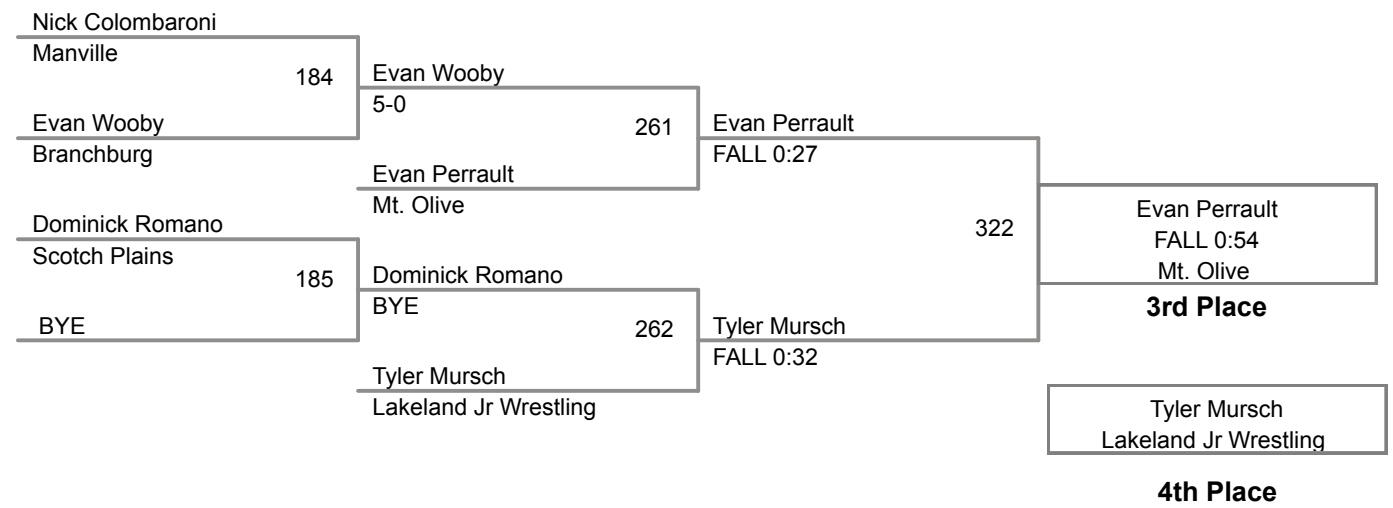 Nick Colombaroni
Manville
184
Evan Wooby
Branchburg
Dominick Romano
Scotch Plains
185
BYE
Evan Wooby
5-0
261
Evan Perrault
Mt. Olive
Dominick Romano
BYE
262
Tyler Mursch
Lakeland Jr Wrestling
Evan Perrault
FALL 0:27
322
Tyler Mursch
FALL 0:32
Evan Perrault
FALL 0:54
Mt. Olive
3rd Place
Tyler Mursch
Lakeland Jr Wrestling
4th Place